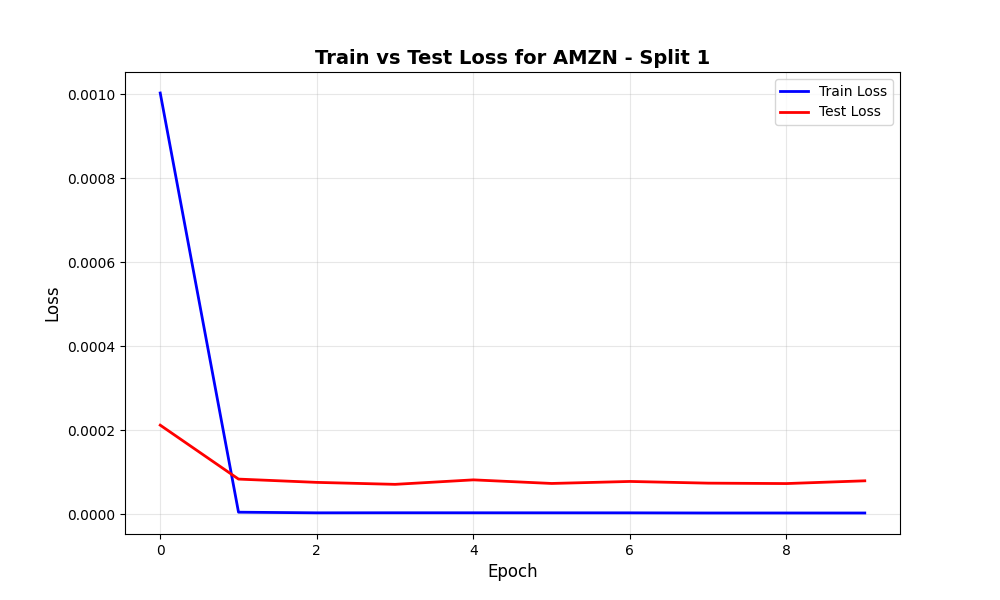 Train vs Test Loss for AMZN - Split 1
Train Loss
Test Loss
0.0010
0.0008
0.0006
0.0004
0.0002
0.0000
Loss
0 2 4 6 8
Epoch